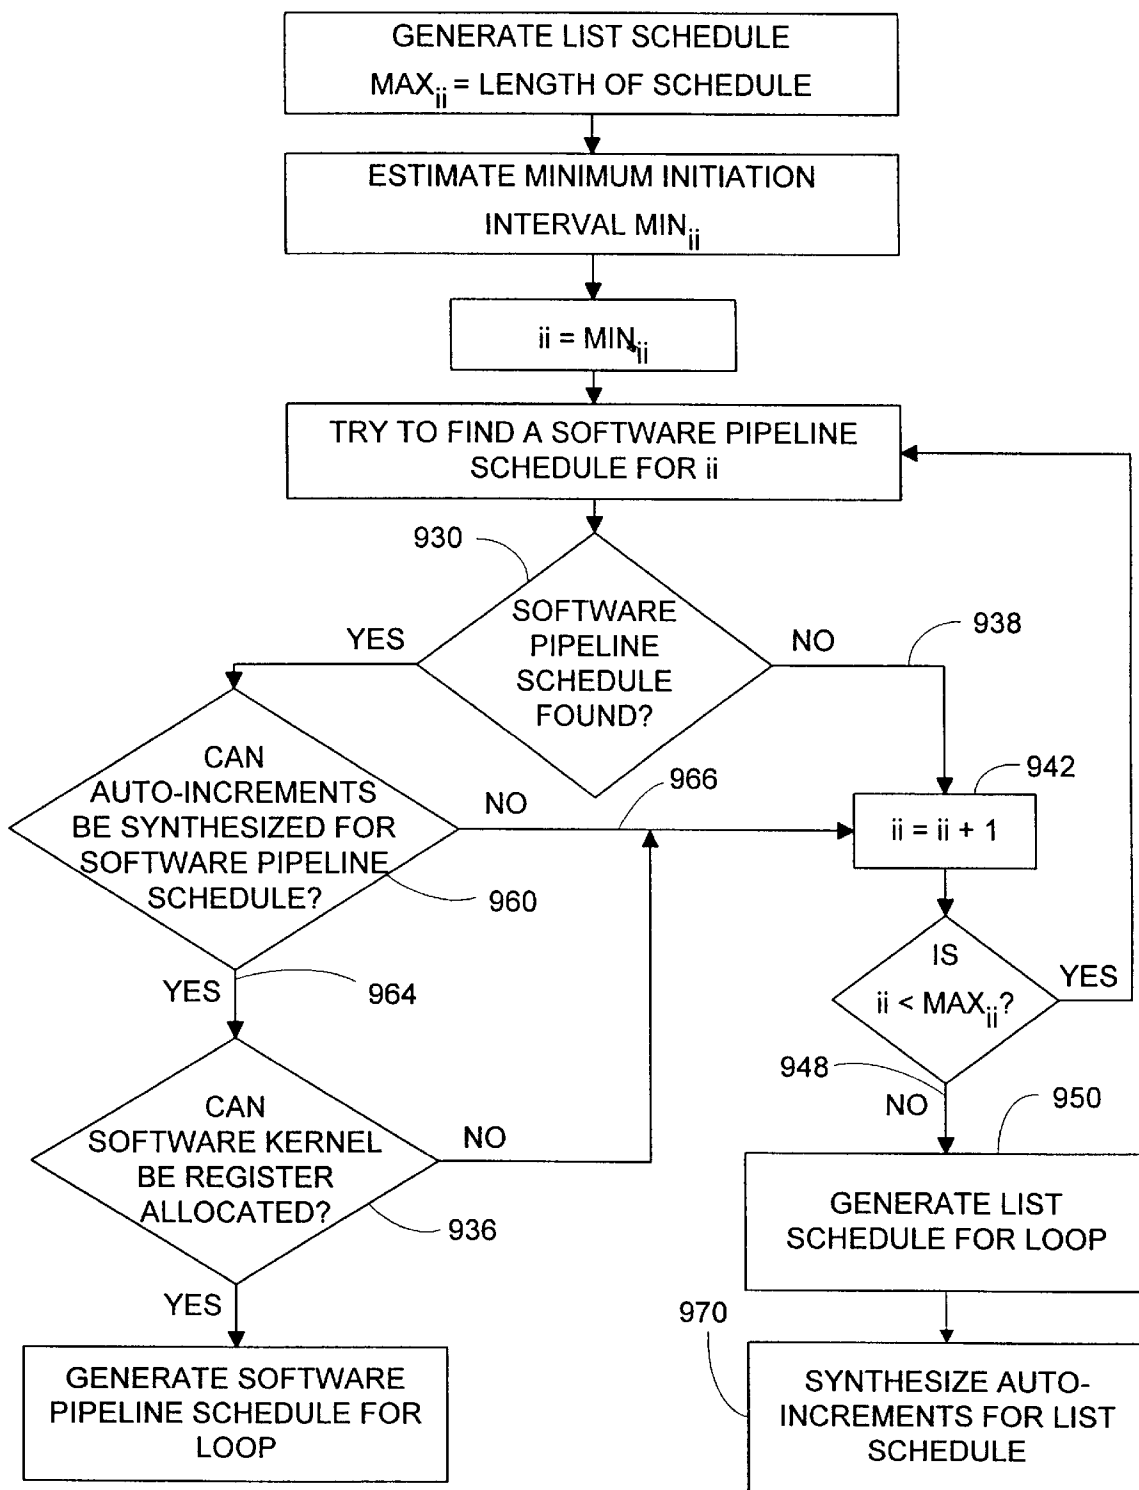 GENERATE LIST SCHEDULE
MAXii = LENGTH OF SCHEDULE
ESTIMATE MINIMUM INITIATION
INTERVAL MINii
ii = MINii
TRY TO FIND A SOFTWARE PIPELINE
SCHEDULE FOR ii
930
SOFTWARE
PIPELINE
SCHEDULE
FOUND?
YES
NO
938
CAN
AUTO-INCREMENTS
BE SYNTHESIZED FOR
SOFTWARE PIPELINE
SCHEDULE?
NO
966
942
ii = ii + 1
960
YES
964
IS
ii < MAXii?
YES
948
NO
950
CAN
SOFTWARE KERNEL
BE REGISTER
ALLOCATED?
NO
936
YES
GENERATE LIST
SCHEDULE FOR LOOP
970
GENERATE SOFTWARE
PIPELINE SCHEDULE FOR
LOOP
SYNTHESIZE AUTO-
INCREMENTS FOR LIST
SCHEDULE